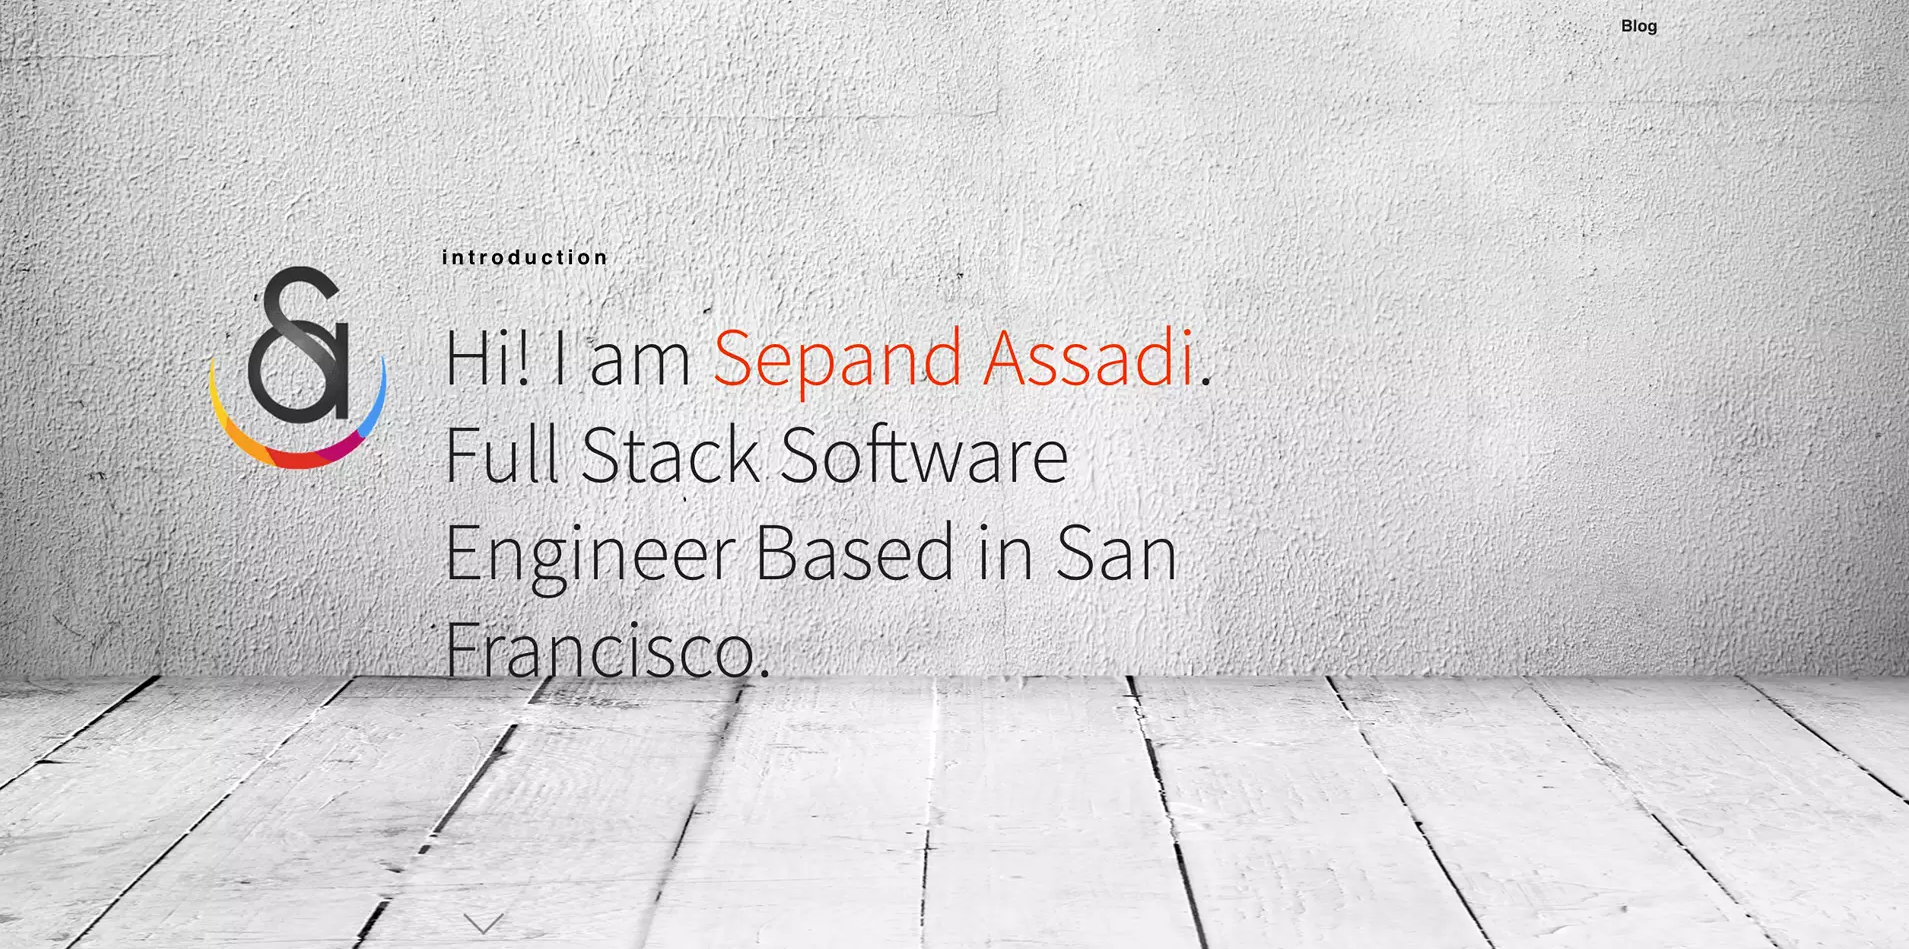 Blog
introduction
Hi! I am Sepand Assadi.
Full Stack Software
Engineer Based in San
Francisco.